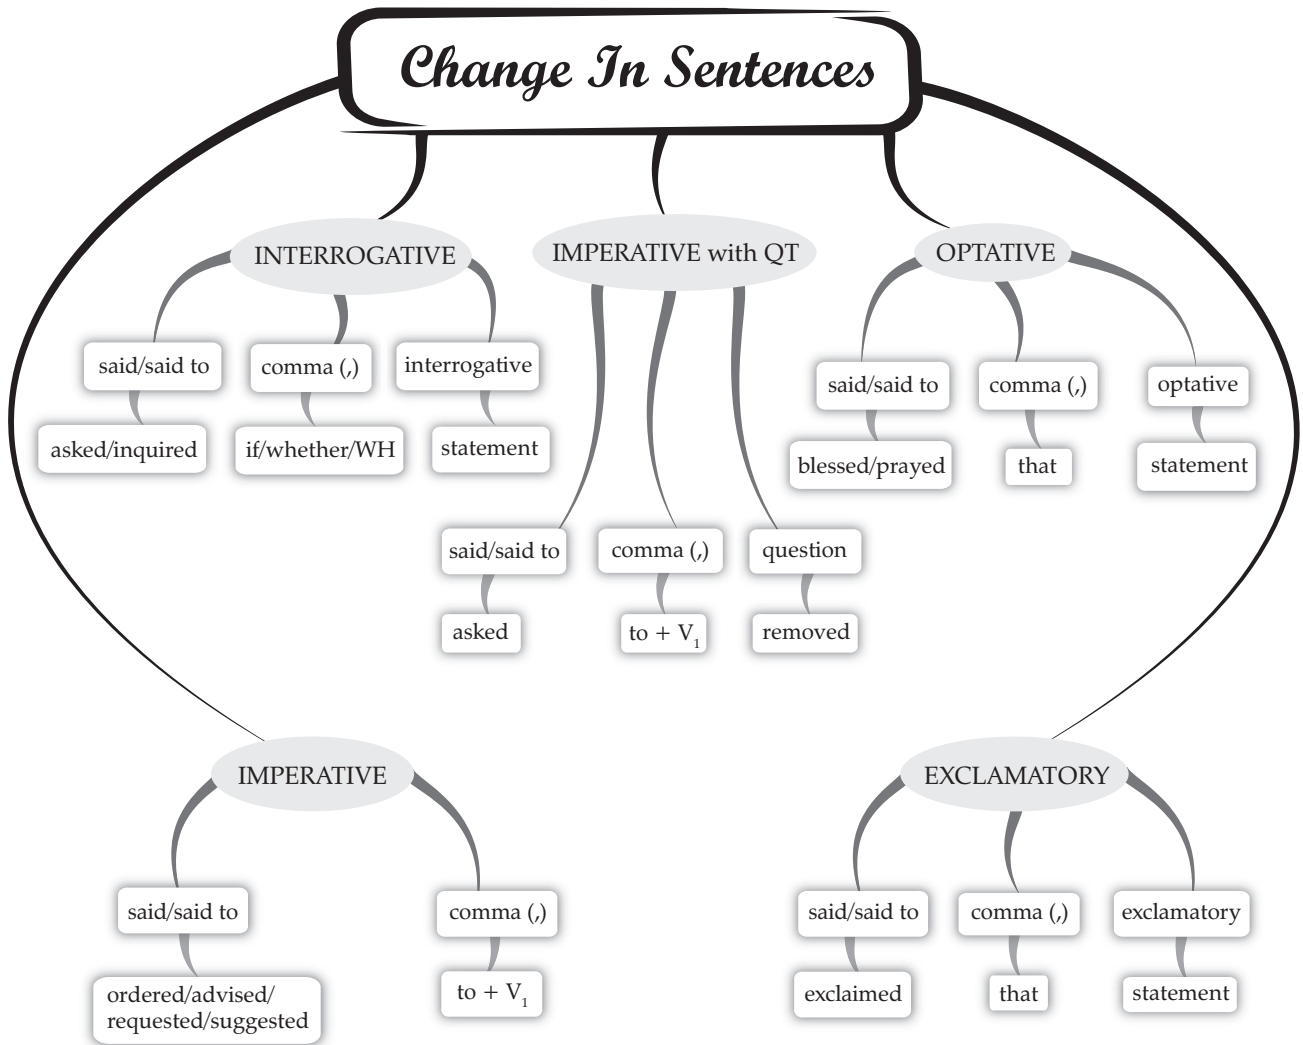 Change In Sentences
INTERROGATIVE
said/said to
asked/inquired
comma (,)
if/whether/WH
interrogative
statement
IMPERATIVE with QT
said/said to
asked
comma (,)
to + V₁
question
removed
OPTATIVE
said/said to
blessed/prayed
comma (,)
that
optative
statement
IMPERATIVE
said/said to
ordered/advised/
requested/suggested
comma (,)
to + V₁
EXCLAMATORY
said/said to
exclaimed
comma (,)
that
exclamatory
statement